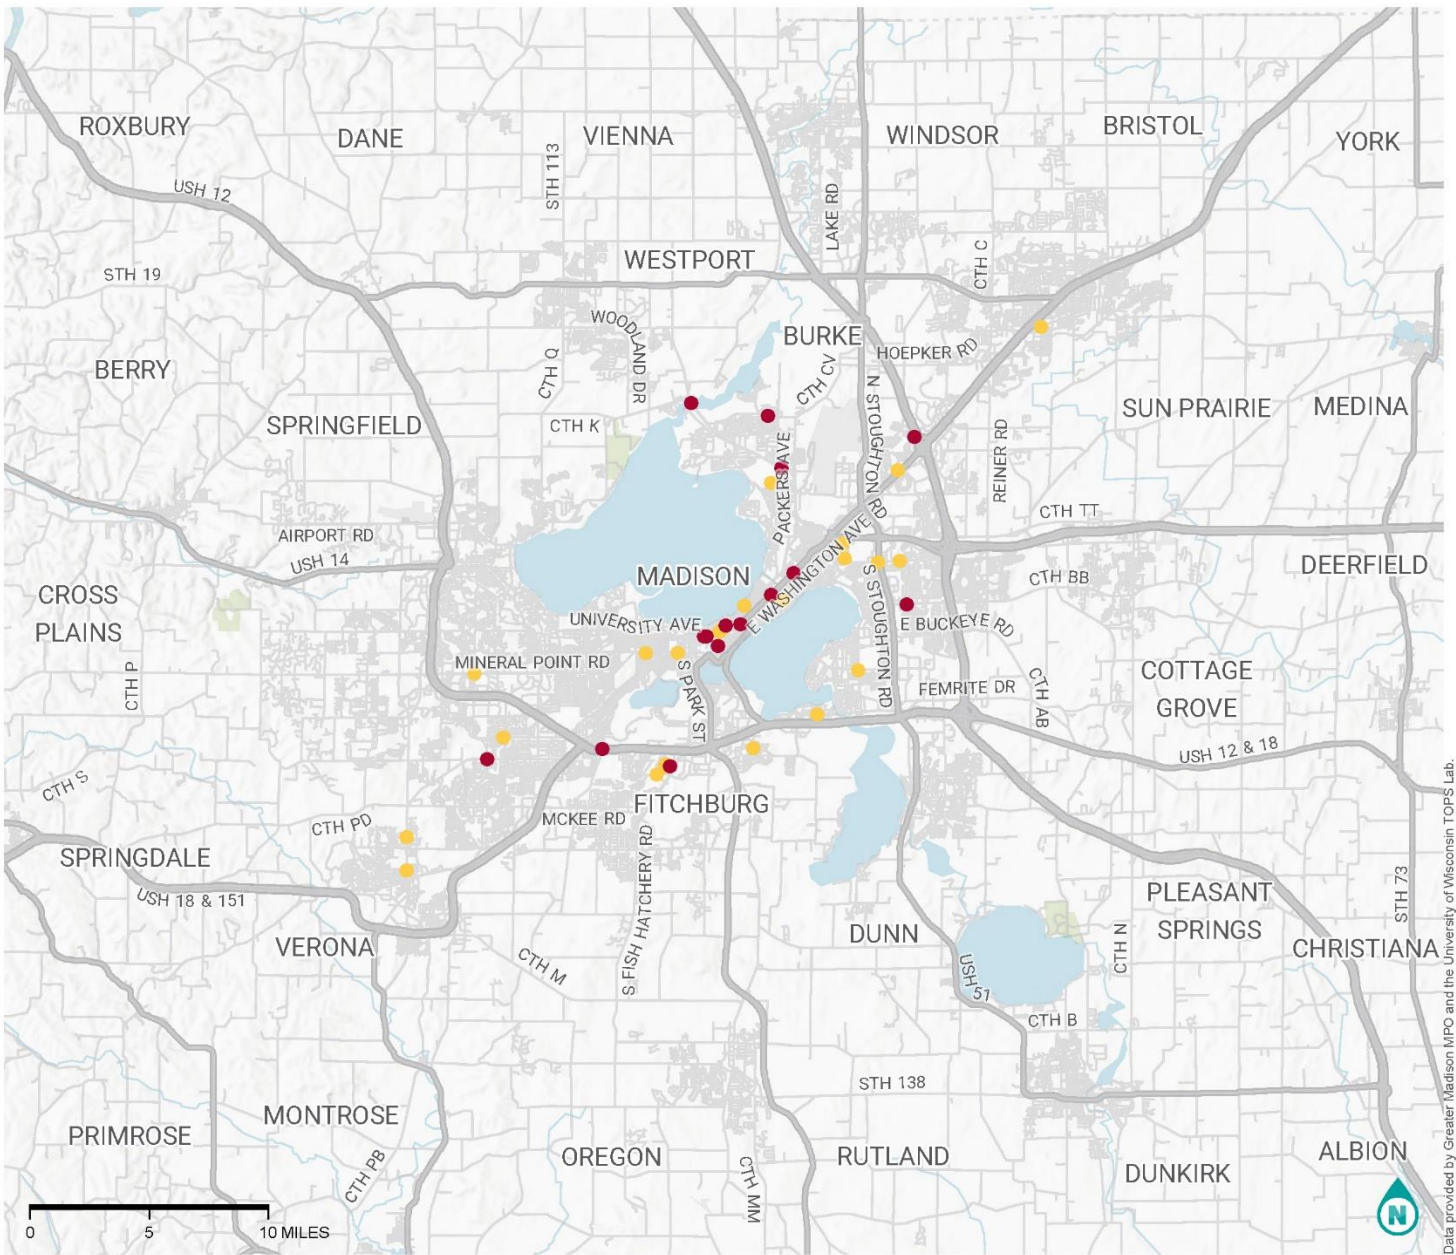 ROXBURY
DANE
VIENNA
WINDSOR
BRISTOL
YORK
USH 12
STH 113
LAKE RD
WESTPORT
CTH C
STH 19
WOODLAND DR
BURKE
HOEPKER RD
CTH Q
CTH CV
BERRY
SPRINGFIELD
CTH K
N STOUGHTON RD
SUN PRAIRIE
MEDINA
PACKERS AVE
REINER RD
CTH TT
AIRPORT RD
USH 14
MADISON
E WASHINGTON AVE
DEERFIELD
CTH BB
CROSS
PLAINS
UNIVERSITY AVE
S STOUGHTON RD
E BUCKEYE RD
MINERAL POINT RD
CTH P
S PARK ST
FEMRITE DR
CTH AB
COTTAGE
GROVE
USH 12 & 18
CTH S
CTH PD
MCKEE RD
FITCHBURG
SPRINGDALE
USH 18 & 151
S FISH HATCHERY RD
PLEASANT
SPRINGS
STH 73
VERONA
CTH M
DUNN
USH 51
CTH N
CHRISTIANA
CTH B
STH 138
MONTROSE
PRIMROSE
CTH PB
OREGON
CTH MM
RUTLAND
DUNKIRK
ALBION
0 5 10 MILES
N
Data provided by Greater Madison MPO and the University of Wisconsin TOPS Lab.